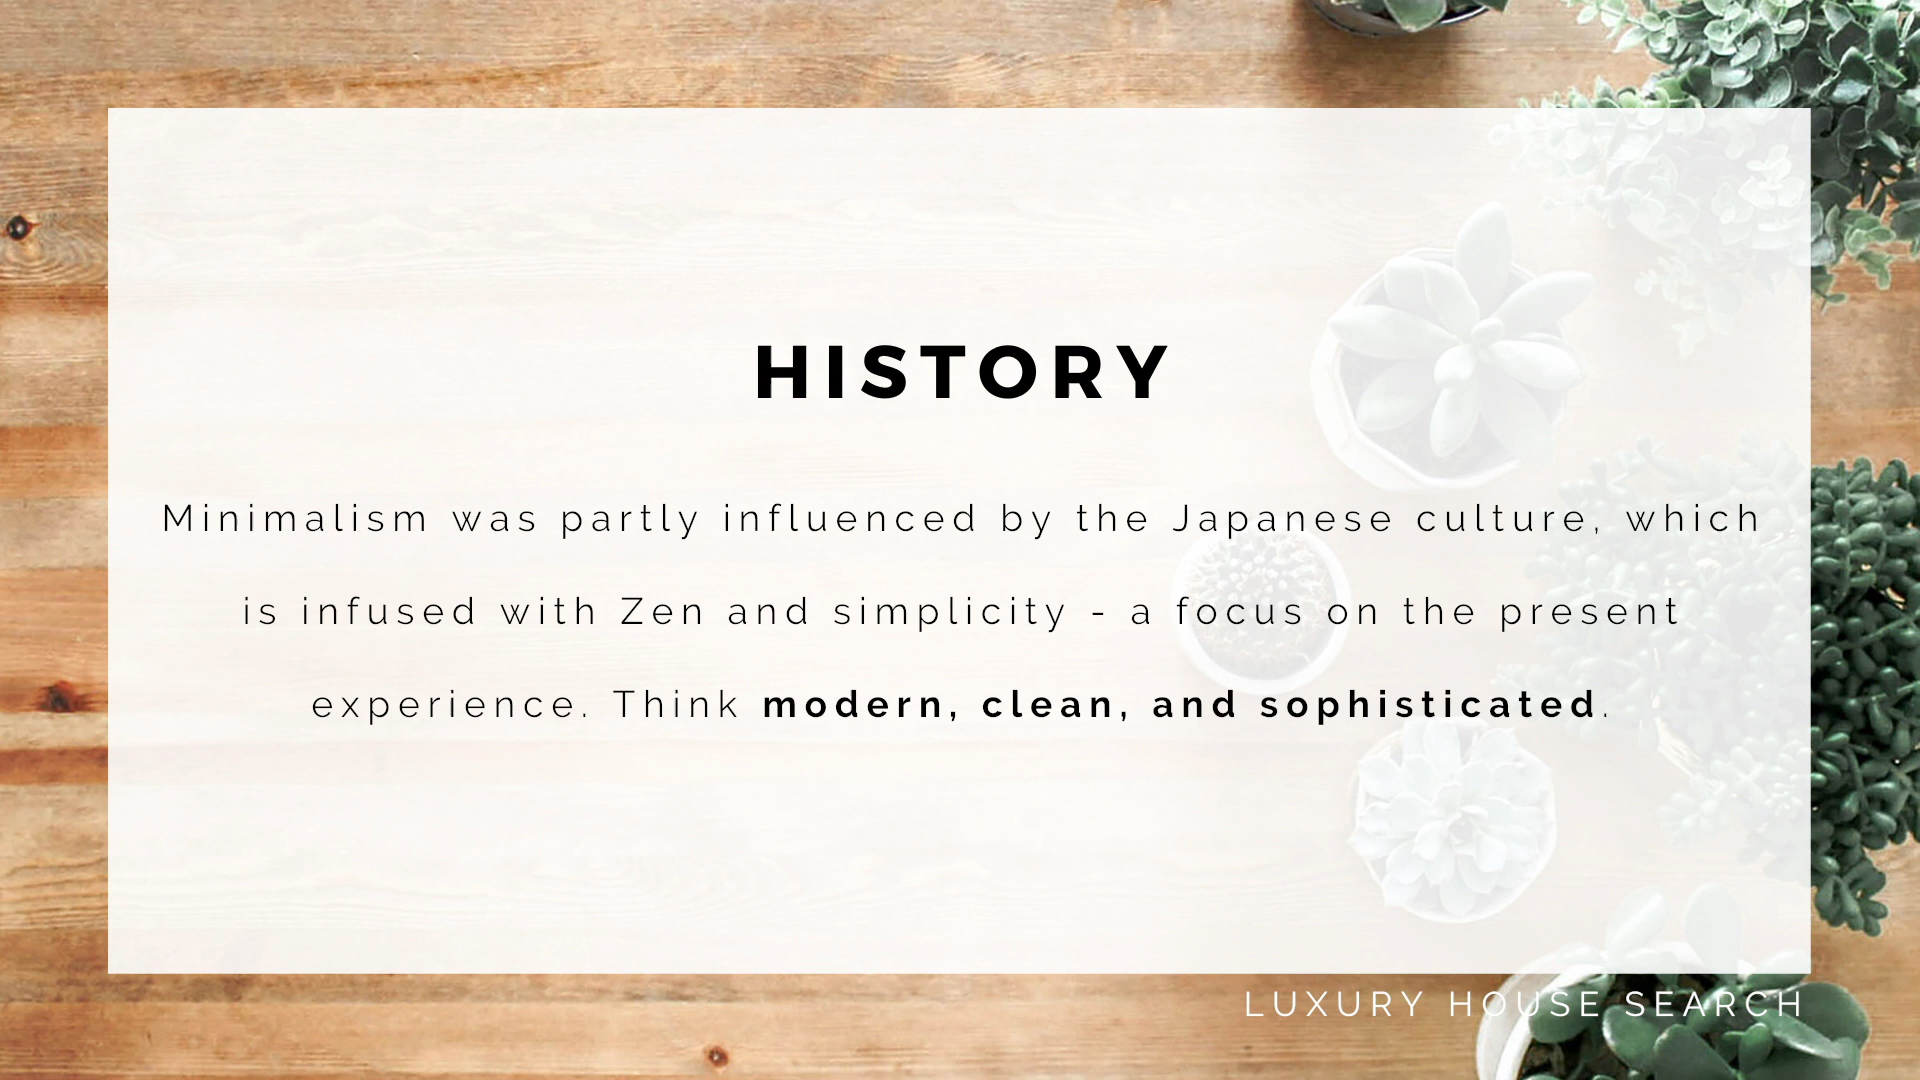 HISTORY
Minimalism was partly influenced by the Japanese culture, which
is infused with Zen and simplicity - a focus on the present
experience. Think modern, clean, and sophisticated.
LUXURY HOUSE SEARCH